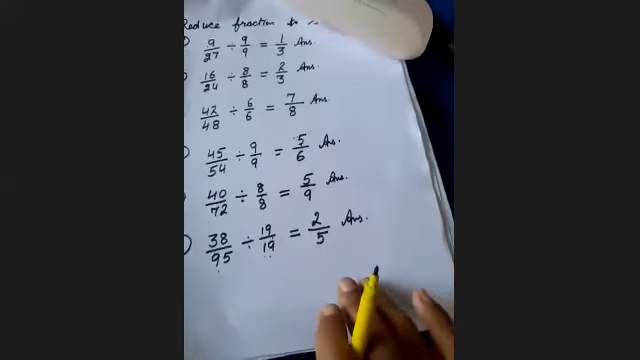 Reduce fraction to
9/27 ÷ 9/9 = 1/3 Ans.
16/24 ÷ 8/8 = 2/3 Ans.
42/48 ÷ 6/6 = 7/8 Ans.
45/54 ÷ 9/9 = 5/6 Ans.
40/72 ÷ 8/8 = 5/9 Ans.
38/95 ÷ 19/19 = 2/5 Ans.